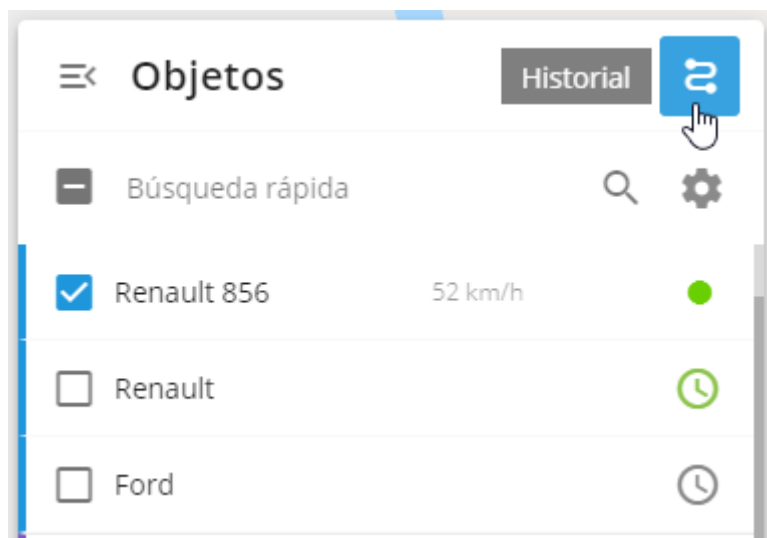 Objetos
Historial
Búsqueda rápida
Renault 856 52 km/h
Renault
Ford